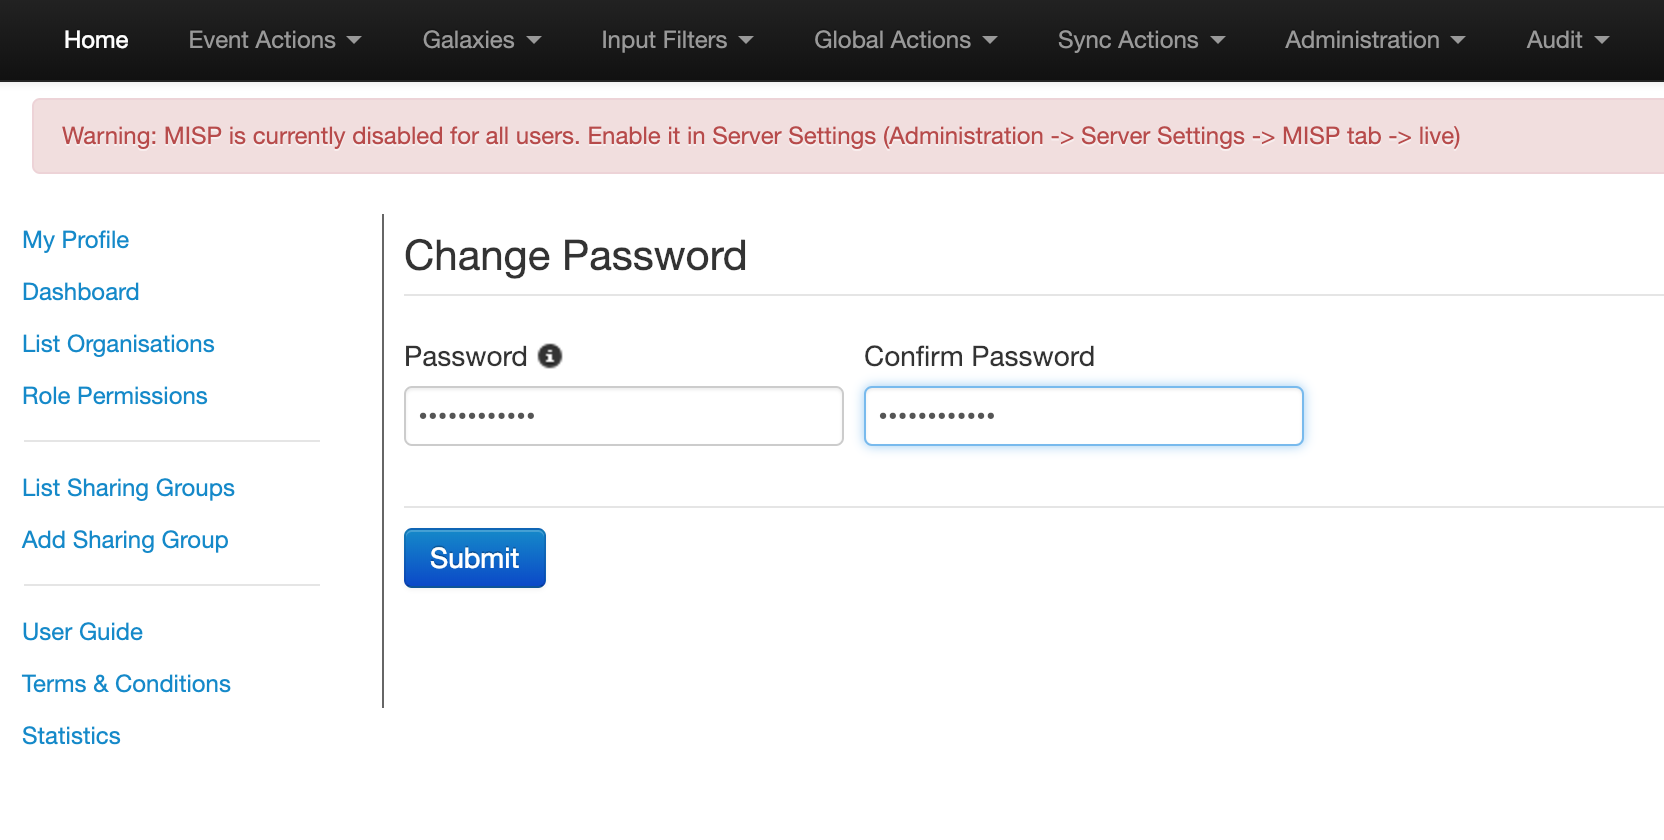 Home Event Actions Galaxies Input Filters Global Actions Sync Actions Administration Audit
Warning: MISP is currently disabled for all users. Enable it in Server Settings (Administration -> Server Settings -> MISP tab -> live)
My Profile
Dashboard
List Organisations
Role Permissions
List Sharing Groups
Add Sharing Group
User Guide
Terms & Conditions
Statistics
Change Password
Password Confirm Password
•••••••••••• ••••••••••••
Submit